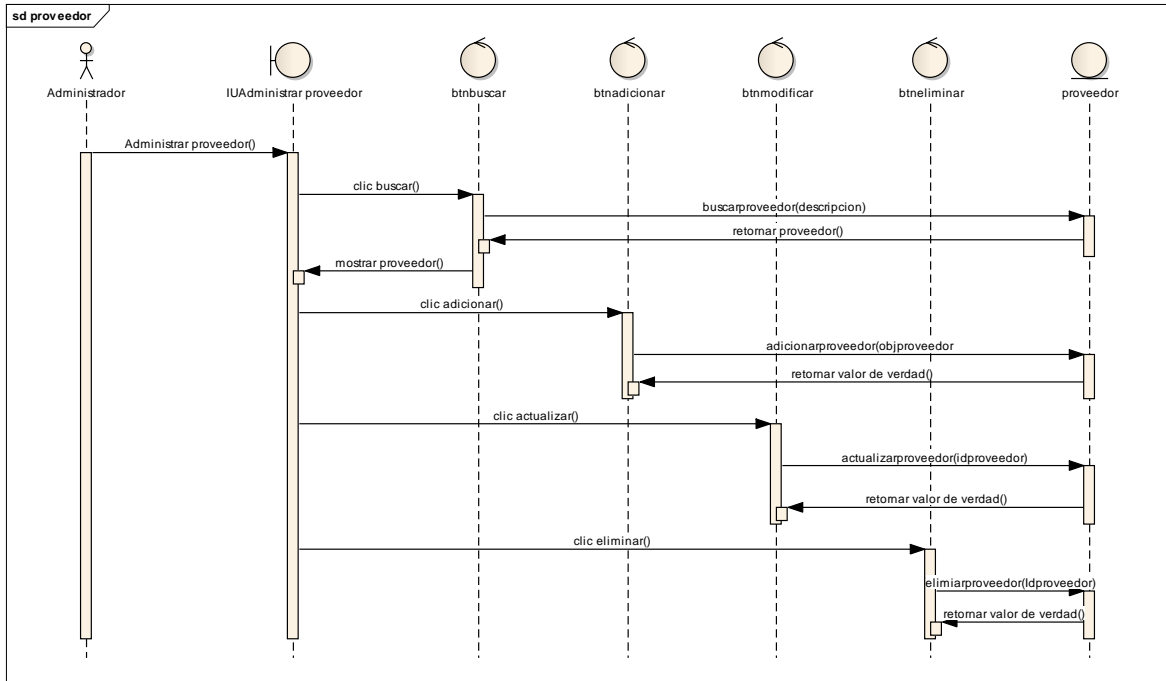 sd proveedor
Administrador
IUAdministrar proveedor
btnbuscar
btnadicionar
btnmodificar
btneliminar
proveedor
Administrar proveedor()
clic buscar()
buscarproveedor(descripcion)
retornar proveedor()
mostrar proveedor()
clic adicionar()
adicionarproveedor(objproveedor
retornar valor de verdad()
clic actualizar()
actualizarproveedor(idproveedor)
retornar valor de verdad()
clic eliminar()
elimiarproveedor(Idproveedor)
retornar valor de verdad()